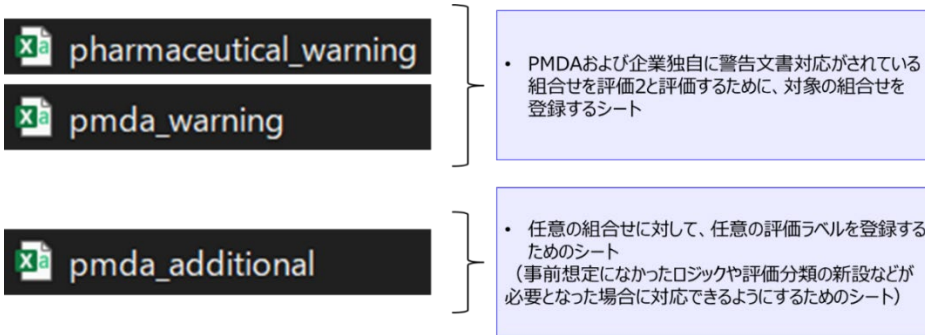 pharmaceutical_warning
pmda_warning
• PMDAおよび企業独自に警告文書対応がされている
組合せを評価2と評価するために、対象の組合せを
登録するシート
pmda_additional
• 任意の組合せに対して、任意の評価ラベルを登録する
ためのシート
（事前想定になかったロジックや評価分類の新設などが
必要となった場合に対応できるようにするためのシート）